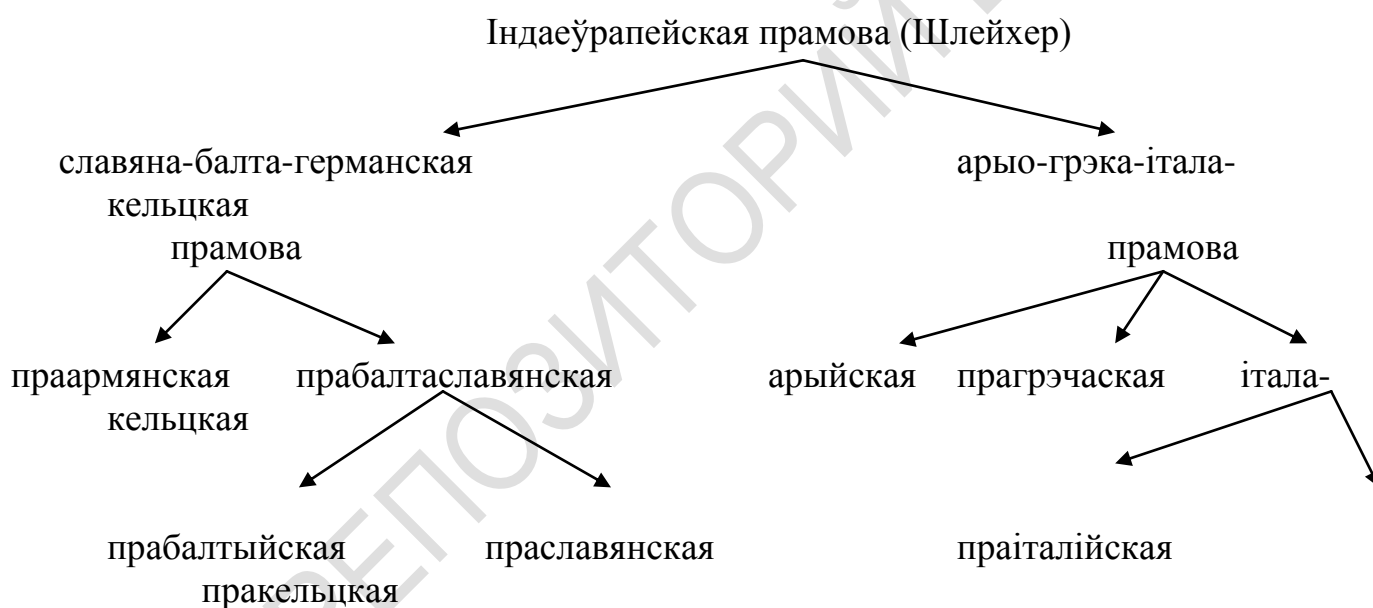 Індаеўрапейская прамова (Шлейхер)
славяна-балта-германская арыо-грэка-італа-
кельцкая
прамова прамова
праармянская прабалтаславянская арыйская прагрэчаская італа-
кельцкая
прабалтыйская праславянская праіталійская
пракельцкая
РЕПОЗИТОРИЙ